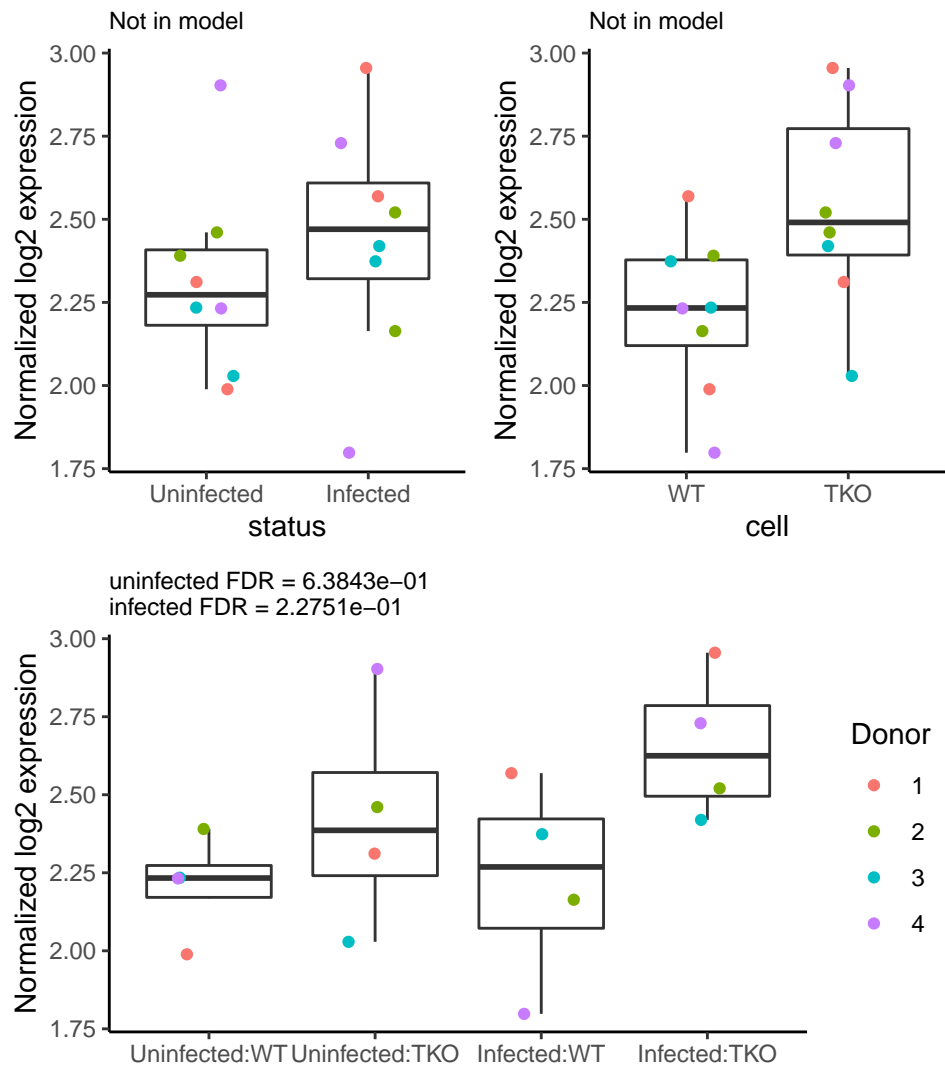 Not in model
Normalized log2 expression
3.00
2.75
2.50
2.25
2.00
1.75
Uninfected
Infected
status
Not in model
Normalized log2 expression
3.00
2.75
2.50
2.25
2.00
1.75
WT
TKO
cell
uninfected FDR = 6.3843e−01
infected FDR = 2.2751e−01
Normalized log2 expression
3.00
2.75
2.50
2.25
2.00
1.75
Uninfected:WT
Uninfected:TKO
Infected:WT
Infected:TKO
Donor
1
2
3
4